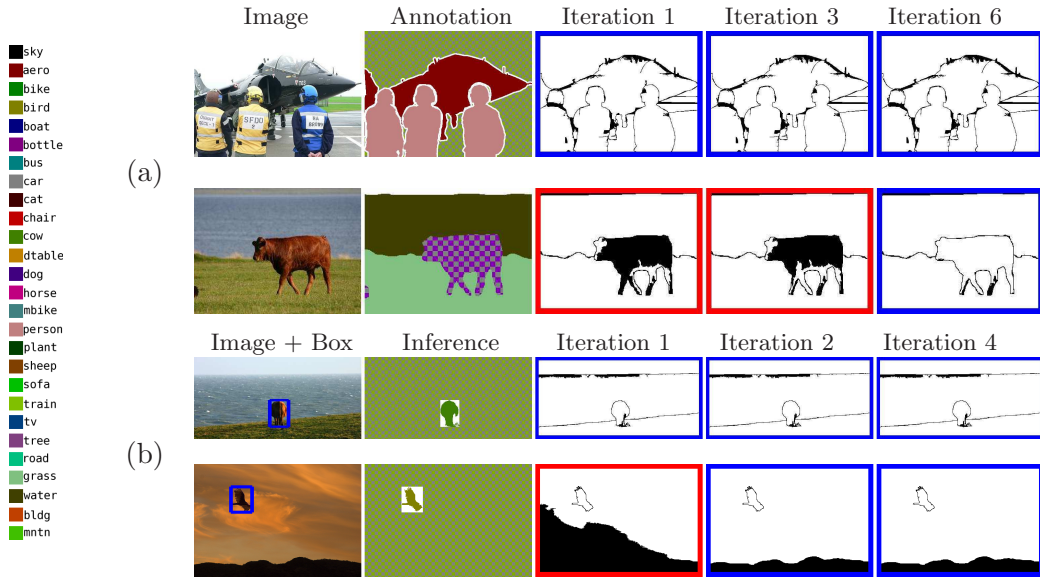 Image Annotation Iteration 1 Iteration 3 Iteration 6
sky
aero
bike
bird
boat
bottle
bus
car
cat
chair
cow
dtable
dog
horse
mbike
person
plant
sheep
sofa
train
tv
tree
road
grass
water
bldg
mntn
(a)
S.F.D.O
Image + Box Inference Iteration 1 Iteration 2 Iteration 4
(b)